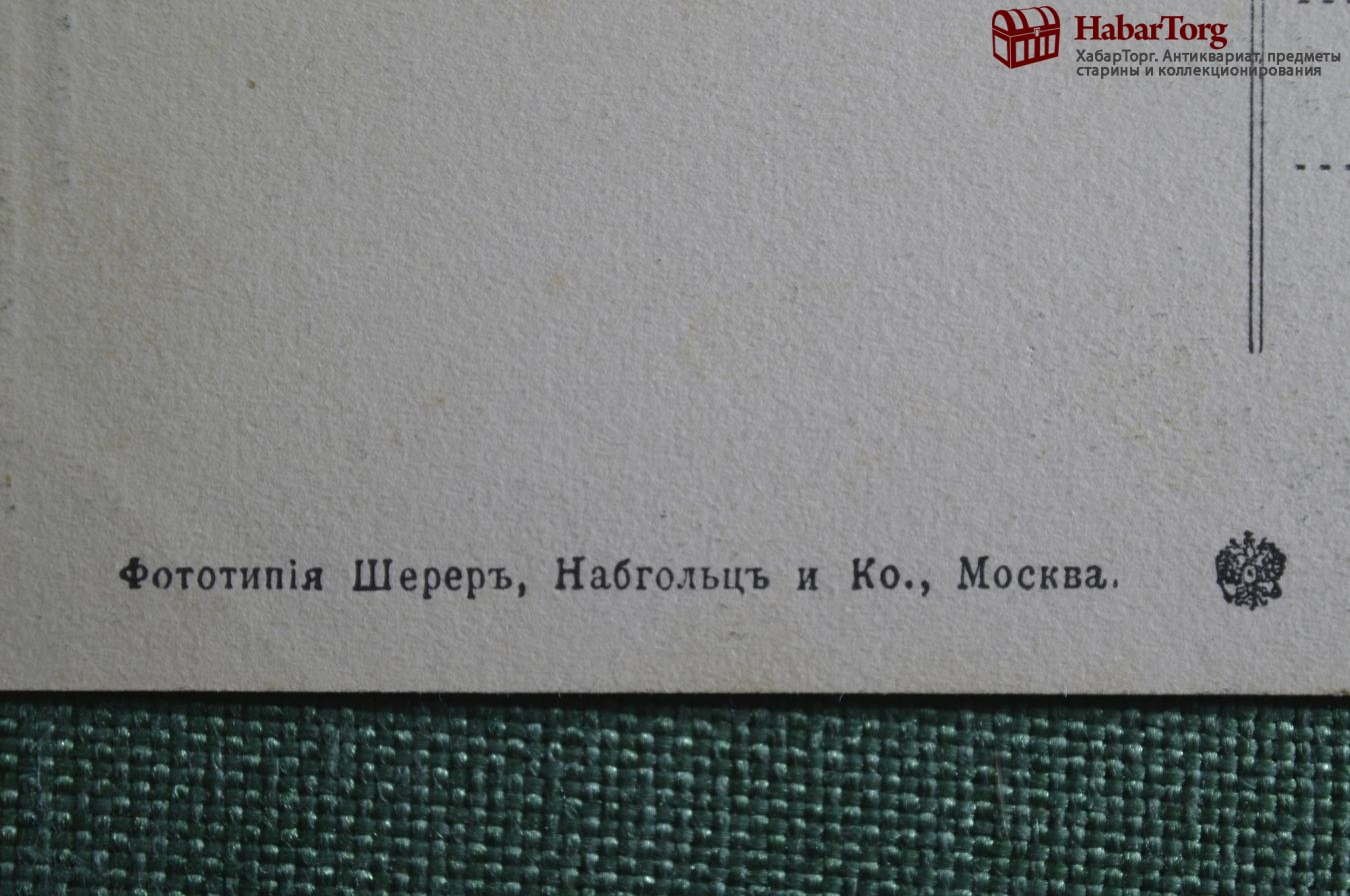 HabarTorg
ХабарТорг. Антиквариат, предметы
старины и коллекционирования
Фототипія Шереръ, Набгольцъ и Ко., Москва.